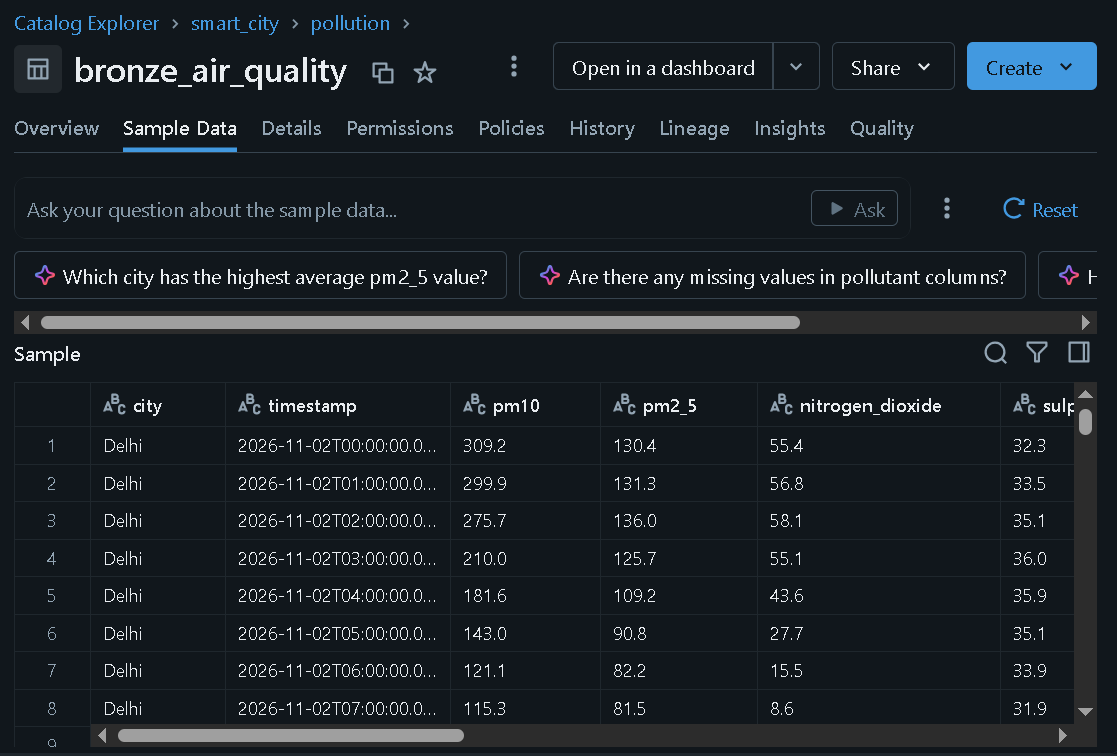 Catalog Explorer > smart_city > pollution >
bronze_air_quality
Open in a dashboard
Share
Create
Overview Sample Data Details Permissions Policies History Lineage Insights Quality
Ask your question about the sample data...
Ask
Reset
Which city has the highest average pm2_5 value?
Are there any missing values in pollutant columns?
Sample
city timestamp pm10 pm2_5 nitrogen_dioxide
1 Delhi 2026-11-02T00:00:00.0... 309.2 130.4 55.4 32.3
2 Delhi 2026-11-02T01:00:00.0... 299.9 131.3 56.8 33.5
3 Delhi 2026-11-02T02:00:00.0... 275.7 136.0 58.1 35.1
4 Delhi 2026-11-02T03:00:00.0... 210.0 125.7 55.1 36.0
5 Delhi 2026-11-02T04:00:00.0... 181.6 109.2 43.6 35.9
6 Delhi 2026-11-02T05:00:00.0... 143.0 90.8 27.7 35.1
7 Delhi 2026-11-02T06:00:00.0... 121.1 82.2 15.5 33.9
8 Delhi 2026-11-02T07:00:00.0... 115.3 81.5 8.6 31.9